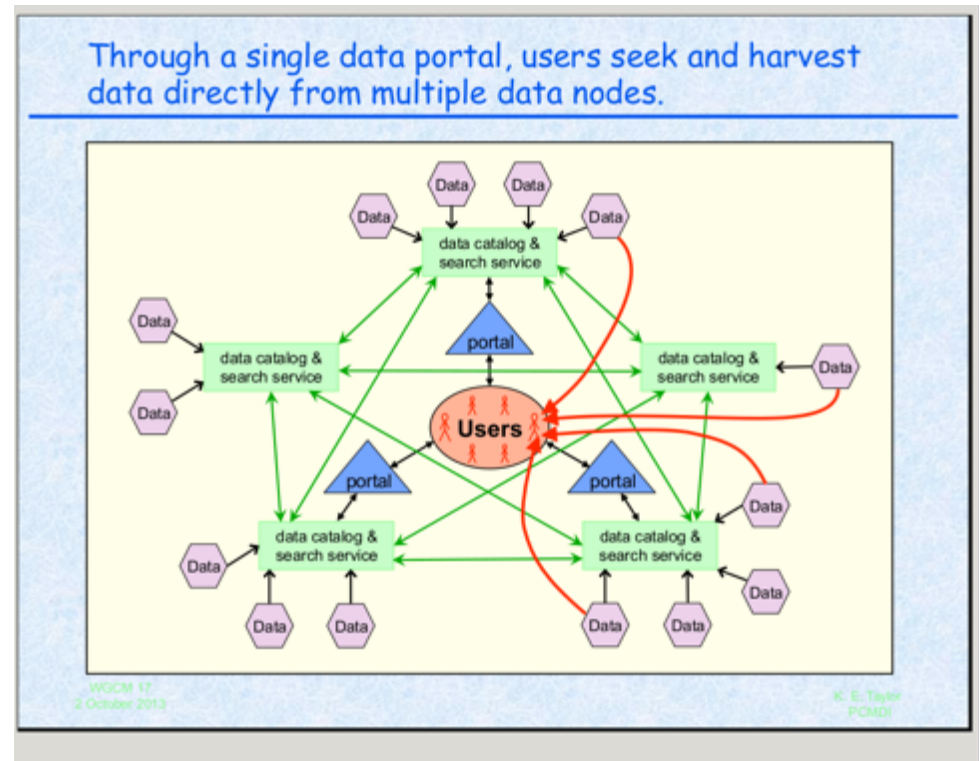 Through a single data portal, users seek and harvest
data directly from multiple data nodes.
Data
Data
Data
Data
data catalog &
search service
Data
portal
Data
data catalog &
search service
data catalog &
search service
Data
Users
portal
portal
Data
data catalog &
search service
data catalog &
search service
Data
Data
Data
Data
Data
Data
WGCM 17
2 October 2013
K. E. Taylor
PCMDI